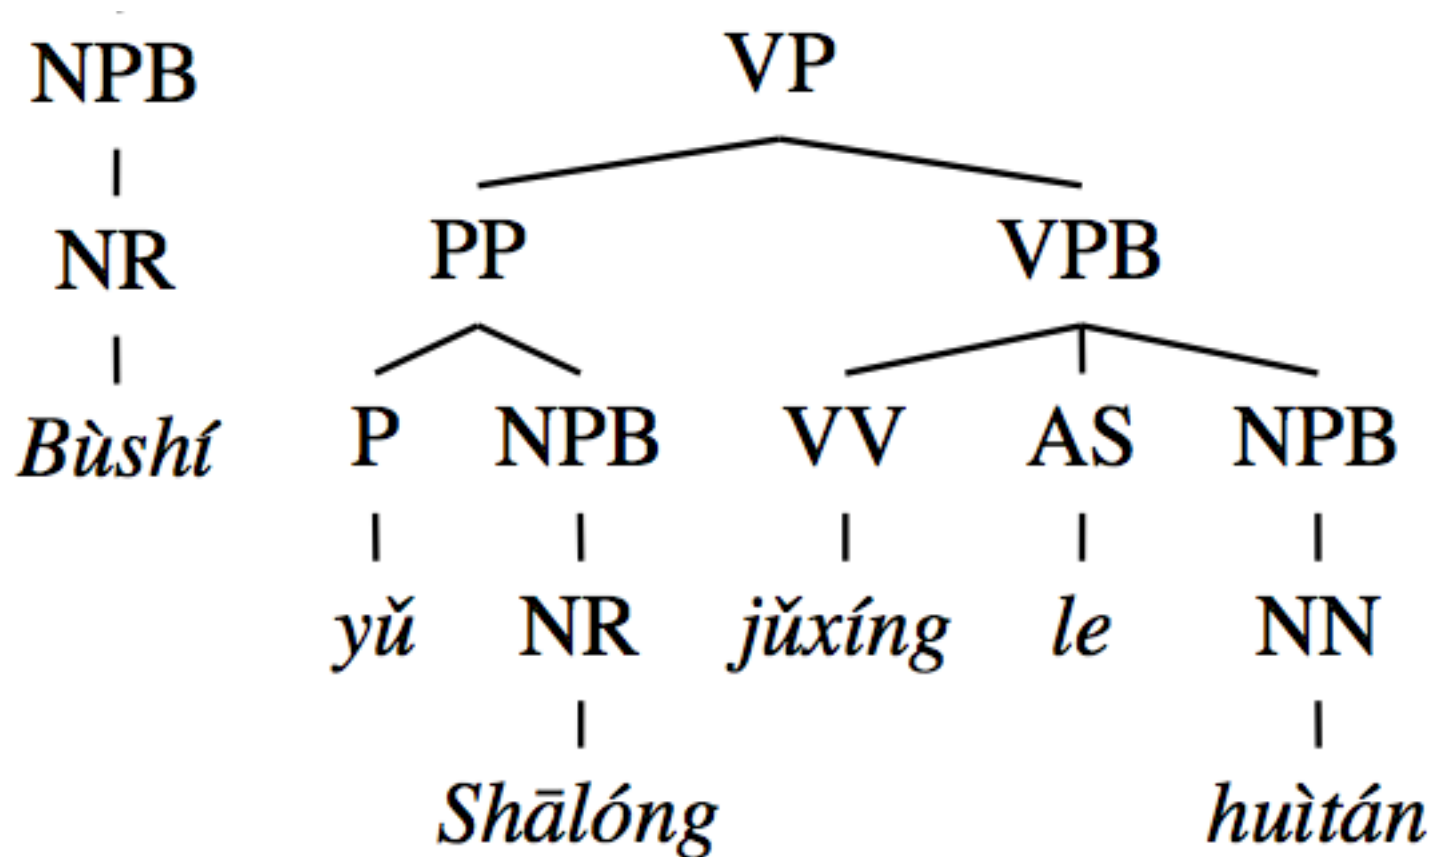 NPB VP
NR PP VPB
Bùshí P NPB VV AS NPB
yǔ NR jǔxíng le NN
Shālóng huìtán